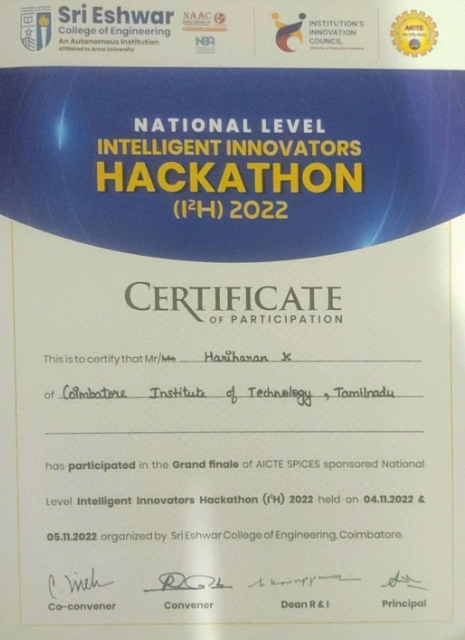 Sri Eshwar
College of Engineering
An Autonomous Institution
Affiliated to Anna University
NAAC
NBA
INSTITUTION'S
INNOVATION
COUNCIL
AICTE
NATIONAL LEVEL
INTELLIGENT INNOVATORS
HACKATHON
(I²H) 2022
CERTIFICATE
OF PARTICIPATION
This is to certify that Mr/Ms Hariharan K
of Coimbatore Institute of Technology, Tamilnadu
has participated in the Grand finale of AICTE SPICES sponsored National
Level Intelligent Innovators Hackathon (I²H) 2022 held on 04.11.2022 &
05.11.2022 organized by Sri Eshwar College of Engineering, Coimbatore.
Co-convener Convenor Dean R & I Principal